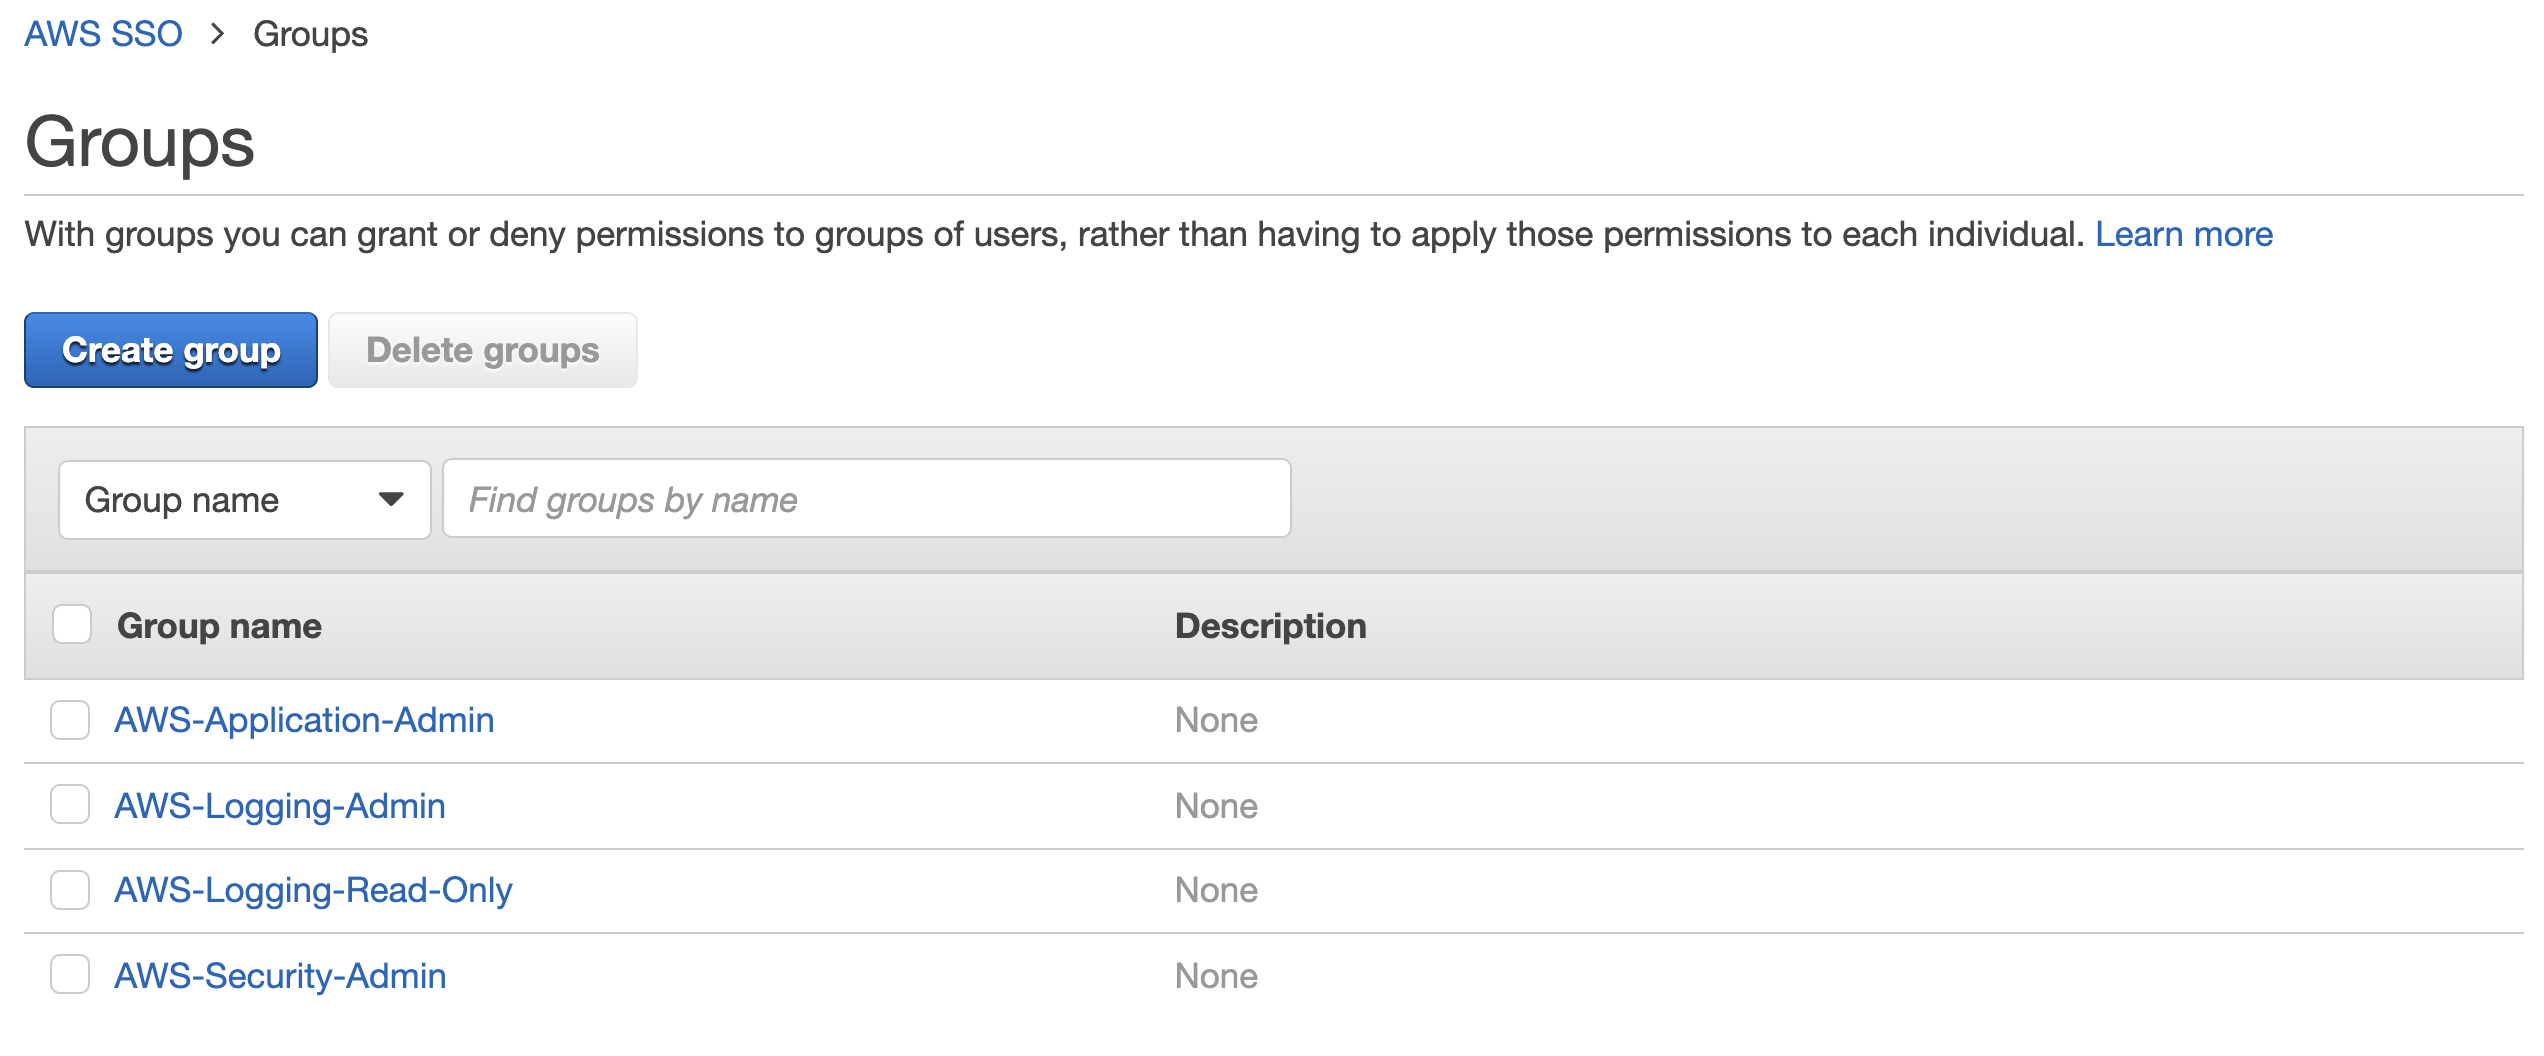 AWS SSO > Groups
Groups
With groups you can grant or deny permissions to groups of users, rather than having to apply those permissions to each individual. Learn more
Create group Delete groups
Group name Find groups by name
Group name Description
AWS-Application-Admin None
AWS-Logging-Admin None
AWS-Logging-Read-Only None
AWS-Security-Admin None